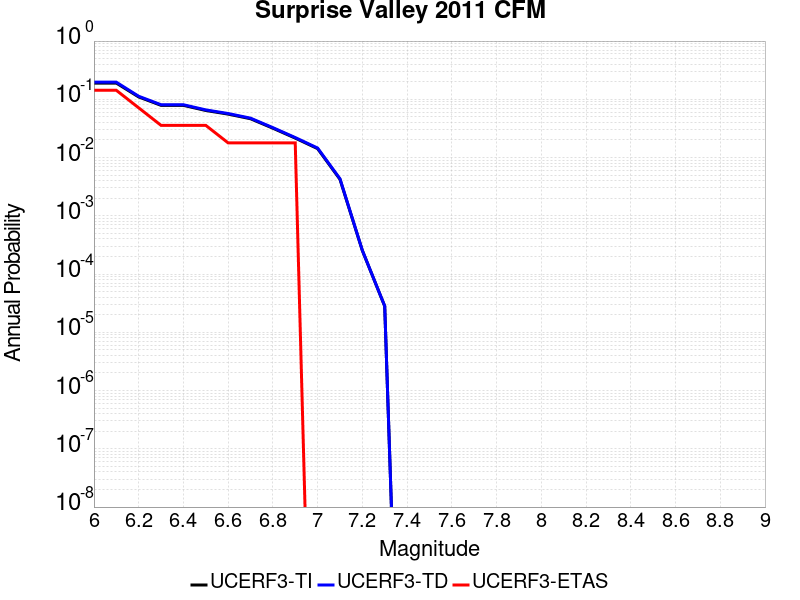 Surprise Valley 2011 CFM
10^0
10^-1
10^-2
10^-3
10^-4
10^-5
10^-6
10^-7
10^-8
Annual Probability
6 6.2 6.4 6.6 6.8 7 7.2 7.4 7.6 7.8 8 8.2 8.4 8.6 8.8 9
Magnitude
UCERF3-TI UCERF3-TD UCERF3-ETAS